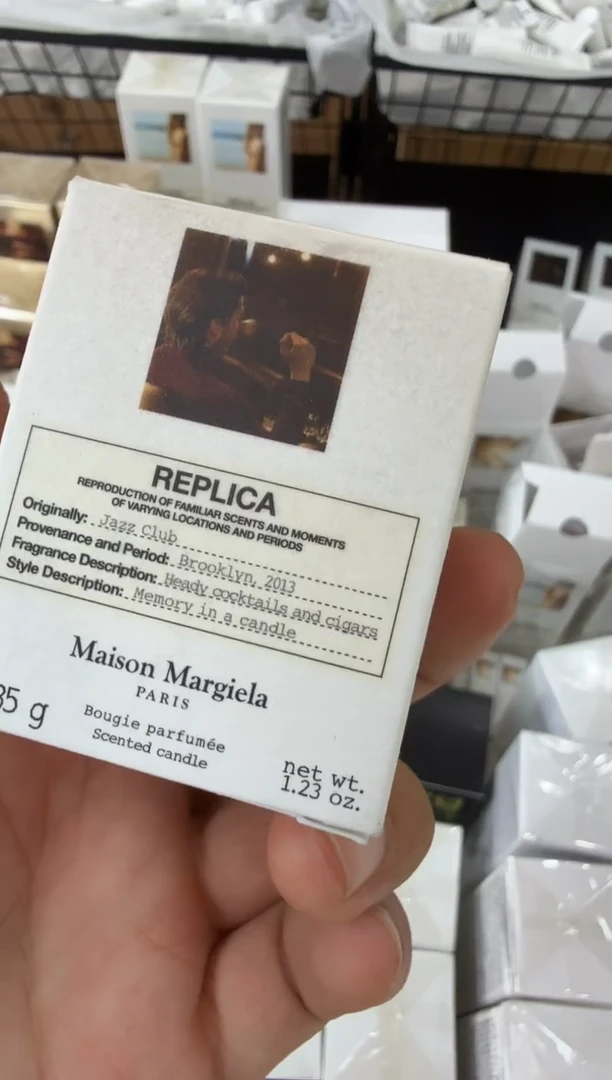 REPLICA
REPRODUCTION OF FAMILIAR SCENTS AND MOMENTS
OF VARYING LOCATIONS AND PERIODS
Originally: Jazz Club
Provenance and Period: Brooklyn, 2013
Fragrance Description: Heady cocktails and cigars
Style Description: Memory in a candle
Maison Margiela
PARIS
35 g
Bougie parfumée
Scented candle
net wt.
1.23 oz.